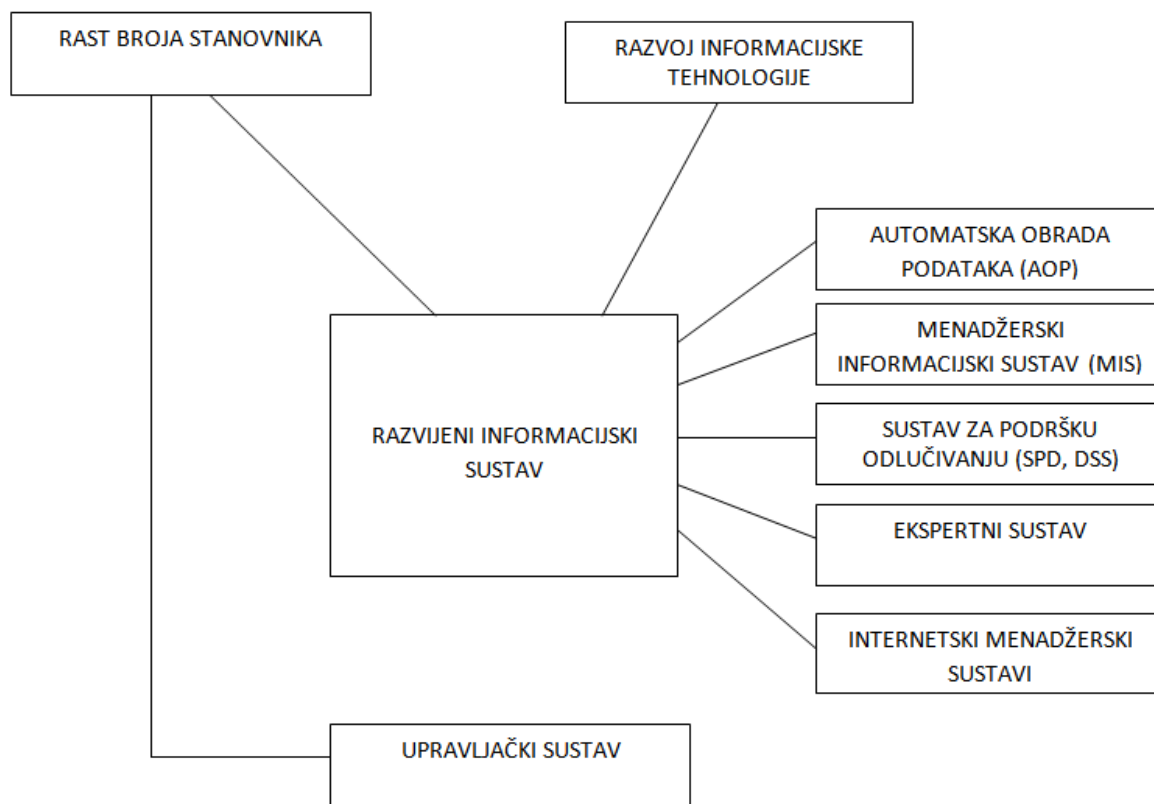 RAST BROJA STANOVNIKA
RAZVOJ INFORMACIJSKE
TEHNOLOGIJE
AUTOMATSKA OBRADA
PODATAKA (AOP)
MENADŽERSKI
INFORMACIJSKI SUSTAV (MIS)
RAZVIJENI INFORMACIJSKI
SUSTAV
SUSTAV ZA PODRŠKU
ODLUČIVANJU (SPD, DSS)
EKSPERTNI SUSTAV
INTERNETSKI MENADŽERSKI
SUSTAVI
UPRAVLJAČKI SUSTAV